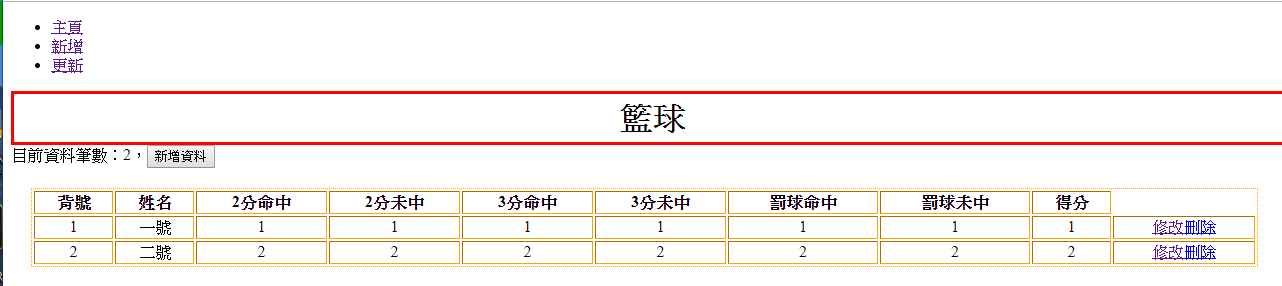 主頁
新增
更新
籃球
目前資料筆數：2，新增資料
背號 姓名 2分命中 2分未中 3分命中 3分未中 罰球命中 罰球未中 得分
1 一號 1 1 1 1 1 1 1 修改刪除
2 二號 2 2 2 2 2 2 2 修改刪除